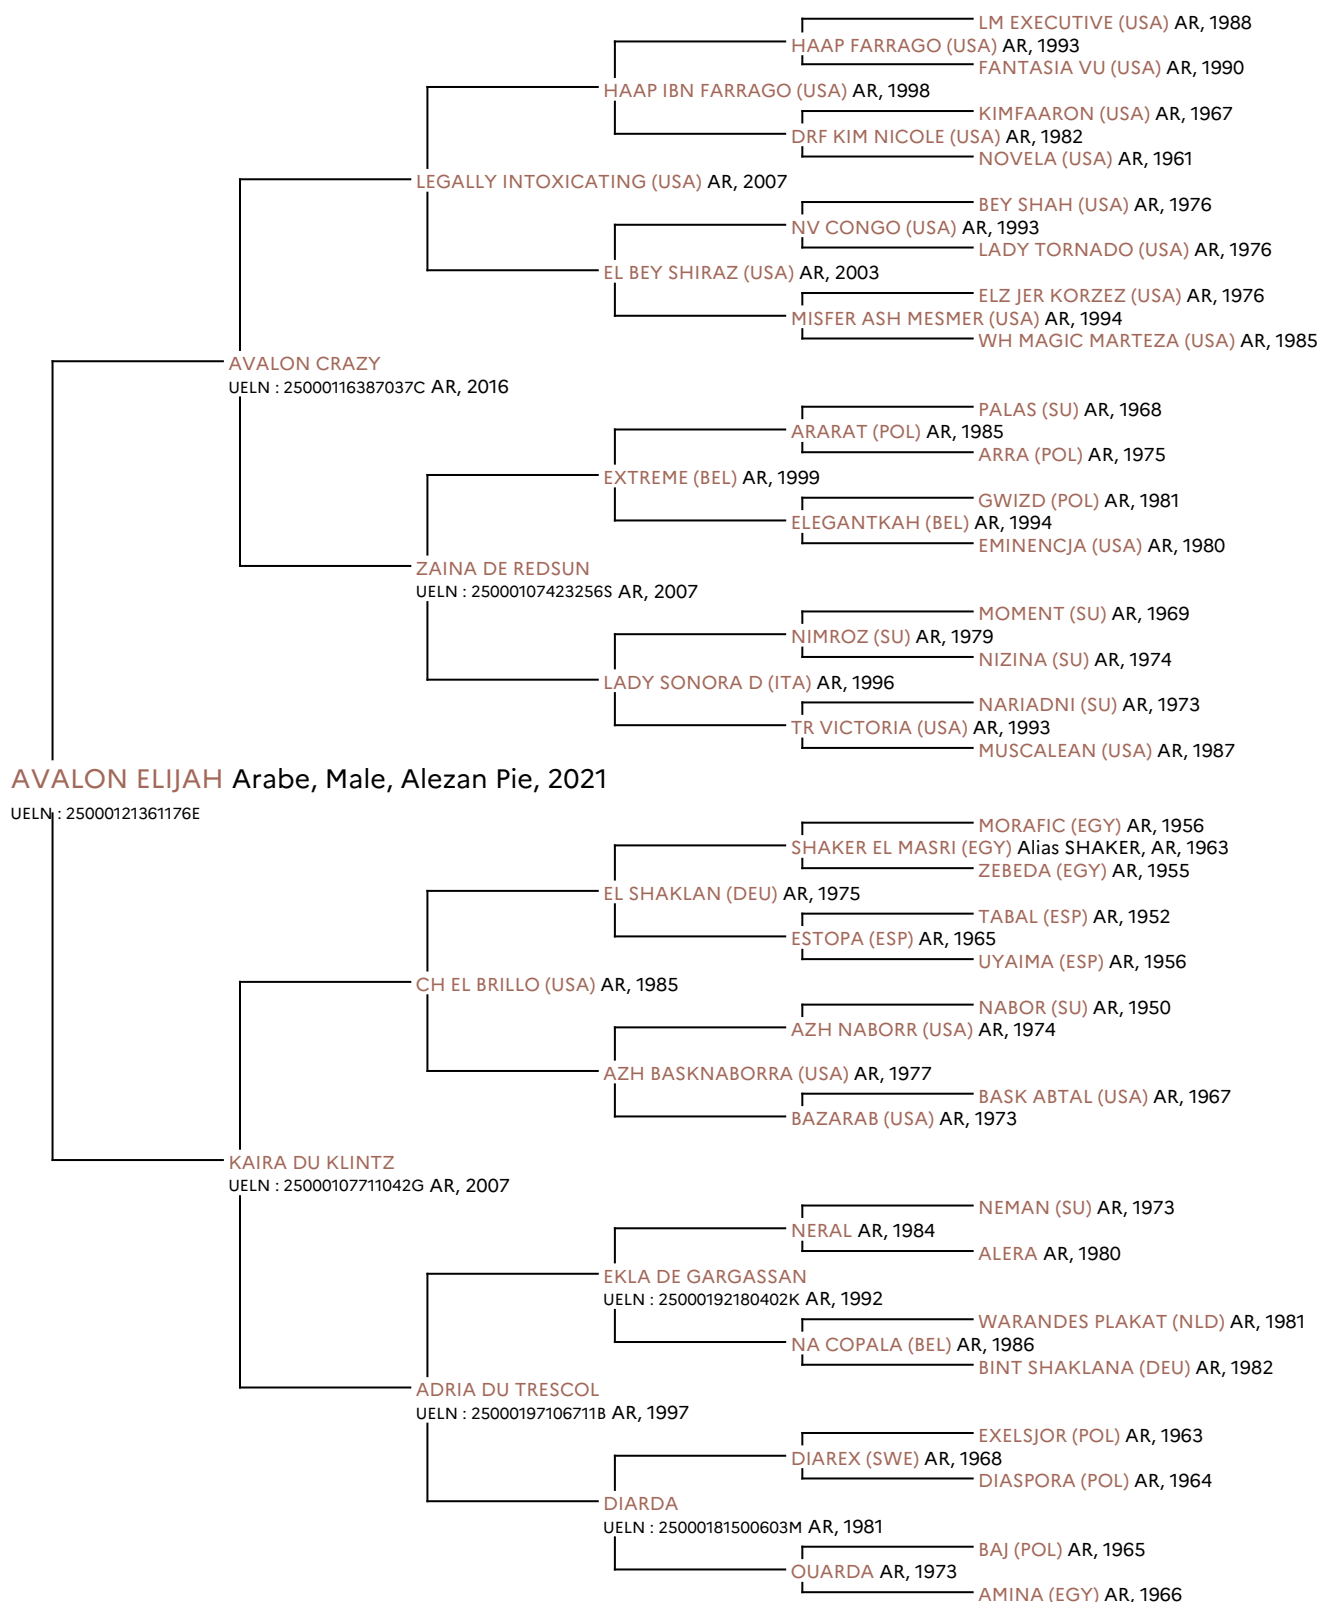 LM EXECUTIVE (USA) AR, 1988
HAAP FARRAGO (USA) AR, 1993
FANTASIA VU (USA) AR, 1990
HAAP IBN FARRAGO (USA) AR, 1998
KIMFAARON (USA) AR, 1967
DRF KIM NICOLE (USA) AR, 1982
NOVELA (USA) AR, 1961
LEGALLY INTOXICATING (USA) AR, 2007
BEY SHAH (USA) AR, 1976
NV CONGO (USA) AR, 1993
LADY TORNADO (USA) AR, 1976
EL BEY SHIRAZ (USA) AR, 2003
ELZ JER KORZEZ (USA) AR, 1976
MISFER ASH MESMER (USA) AR, 1994
WH MAGIC MARTEZA (USA) AR, 1985
AVALON CRAZY
UELN : 25000116387037C AR, 2016
PALAS (SU) AR, 1968
ARARAT (POL) AR, 1985
ARRA (POL) AR, 1975
EXTREME (BEL) AR, 1999
GWIZD (POL) AR, 1981
ELEGANTKAH (BEL) AR, 1994
EMINENCJA (USA) AR, 1980
ZAINA DE REDSUN
UELN : 25000107423256S AR, 2007
MOMENT (SU) AR, 1969
NIMROZ (SU) AR, 1979
NIZINA (SU) AR, 1974
LADY SONORA D (ITA) AR, 1996
NARIADNI (SU) AR, 1973
TR VICTORIA (USA) AR, 1993
MUSCALEAN (USA) AR, 1987
AVALON ELIJAH Arabe, Male, Alezan Pie, 2021
UELN : 25000121361176E
MORAFIC (EGY) AR, 1956
SHAKER EL MASRI (EGY) Alias SHAKER, AR, 1963
ZEBEDA (EGY) AR, 1955
EL SHAKLAN (DEU) AR, 1975
TABAL (ESP) AR, 1952
ESTOPA (ESP) AR, 1965
UYAIMA (ESP) AR, 1956
CH EL BRILLO (USA) AR, 1985
NABOR (SU) AR, 1950
AZH NABORR (USA) AR, 1974
AZH BASKNABORRA (USA) AR, 1977
BASK ABTAL (USA) AR, 1967
BAZARAB (USA) AR, 1973
KAIRA DU KLINTZ
UELN : 25000107711042G AR, 2007
NEMAN (SU) AR, 1973
NERAL AR, 1984
ALERA AR, 1980
EKLA DE GARGASSAN
UELN : 25000192180402K AR, 1992
WARANDES PLAKAT (NLD) AR, 1981
NA COPALA (BEL) AR, 1986
BINT SHAKLANA (DEU) AR, 1982
ADRIA DU TRESCOL
UELN : 25000197106711B AR, 1997
EXELSJOR (POL) AR, 1963
DIAREX (SWE) AR, 1968
DIASPORA (POL) AR, 1964
DIARDA
UELN : 25000181500603M AR, 1981
BAJ (POL) AR, 1965
OUARDA AR, 1973
AMINA (EGY) AR, 1966